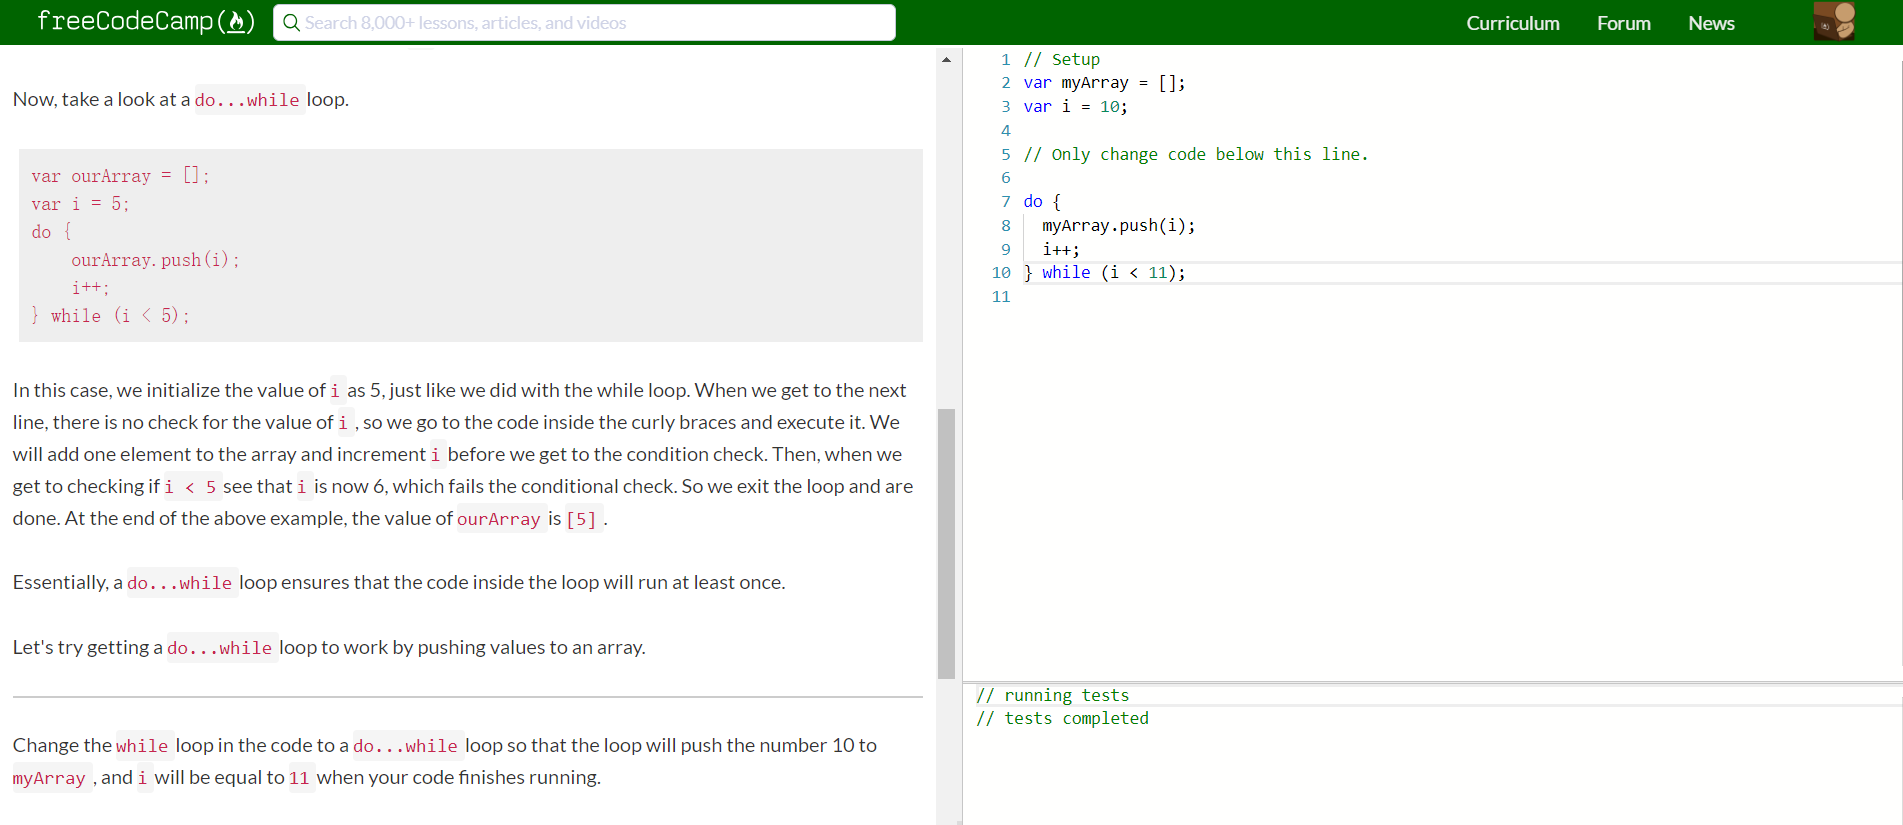 freeCodeCamp
Search 8,000+ lessons, articles, and videos
Curriculum
Forum
News
Now, take a look at a do...while loop.
var ourArray = [];
var i = 5;
do {
    ourArray.push(i);
    i++;
} while (i < 5);
In this case, we initialize the value of i as 5, just like we did with the while loop. When we get to the next
line, there is no check for the value of i , so we go to the code inside the curly braces and execute it. We
will add one element to the array and increment i before we get to the condition check. Then, when we
get to checking if i < 5 see that i is now 6, which fails the conditional check. So we exit the loop and are
done. At the end of the above example, the value of ourArray is [5] .
Essentially, a do...while loop ensures that the code inside the loop will run at least once.
Let's try getting a do...while loop to work by pushing values to an array.
Change the while loop in the code to a do...while loop so that the loop will push the number 10 to
myArray , and i will be equal to 11 when your code finishes running.
1 // Setup
2 var myArray = [];
3 var i = 10;
4
5 // Only change code below this line.
6
7 do {
8   myArray.push(i);
9   i++;
10 } while (i < 11);
11
// running tests
// tests completed